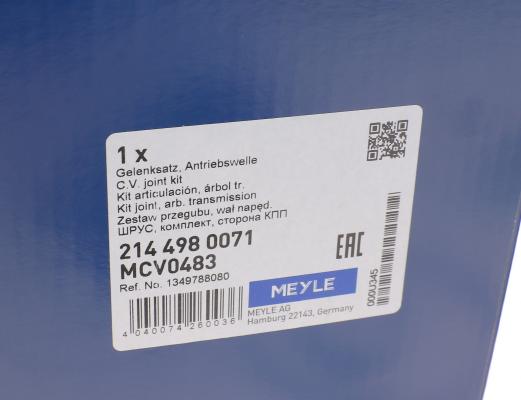 1 x
Gelenksatz, Antriebswelle
C.V. joint kit
Kit articulación, árbol tr.
Kit joint, arb. transmission
Zestaw przegubu, wał napęd.
ШРУС, комплект, сторона КПП
214 498 0071
MCV0483
Ref. No. 1349788080
EAC
MEYLE
MEYLE AG
Hamburg 22143, Germany
4 040074 260036
000U345